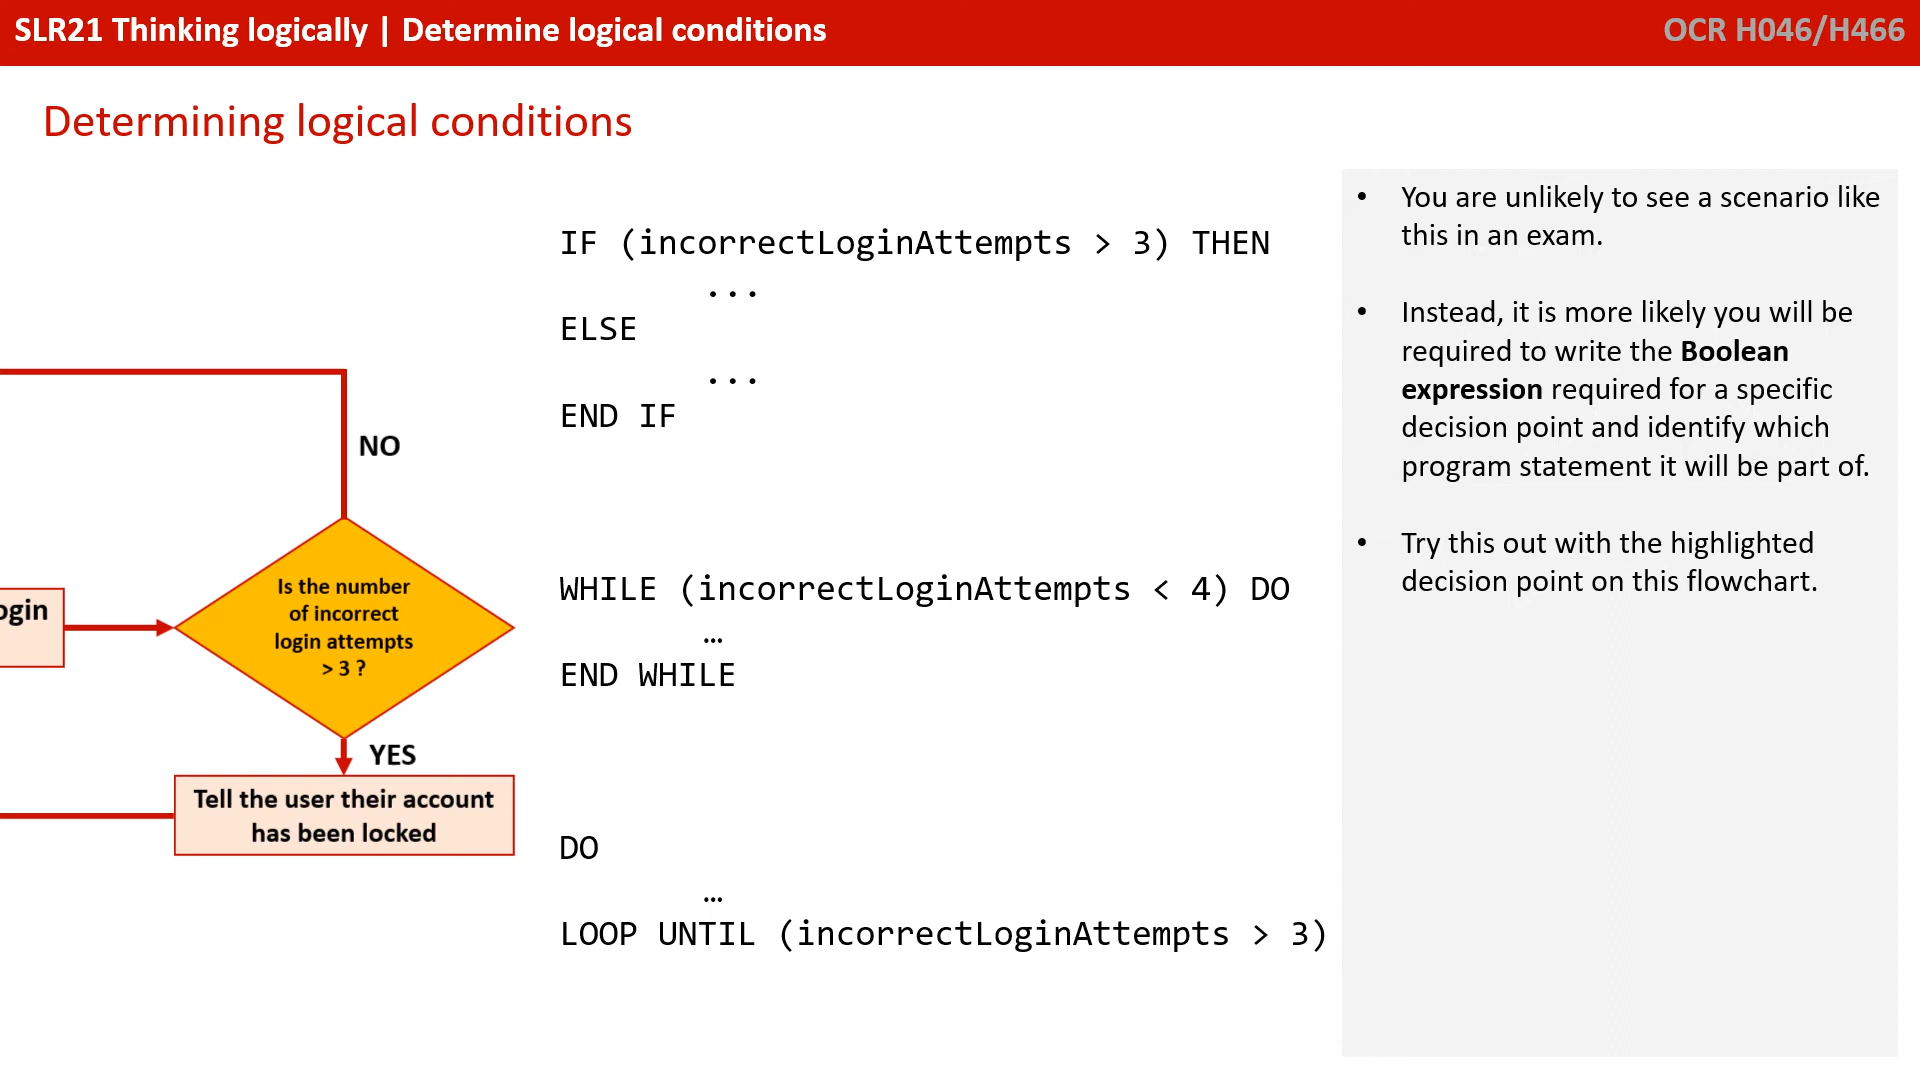 SLR21 Thinking logically | Determine logical conditions
OCR H046/H466
Determining logical conditions
NO
ogin
Is the number
of incorrect
login attempts
> 3 ?
YES
Tell the user their account
has been locked
IF (incorrectLoginAttempts > 3) THEN
...
ELSE
...
END IF
WHILE (incorrectLoginAttempts < 4) DO
…
END WHILE
DO
…
LOOP UNTIL (incorrectLoginAttempts > 3)
• You are unlikely to see a scenario like
this in an exam.
• Instead, it is more likely you will be
required to write the Boolean
expression required for a specific
decision point and identify which
program statement it will be part of.
• Try this out with the highlighted
decision point on this flowchart.